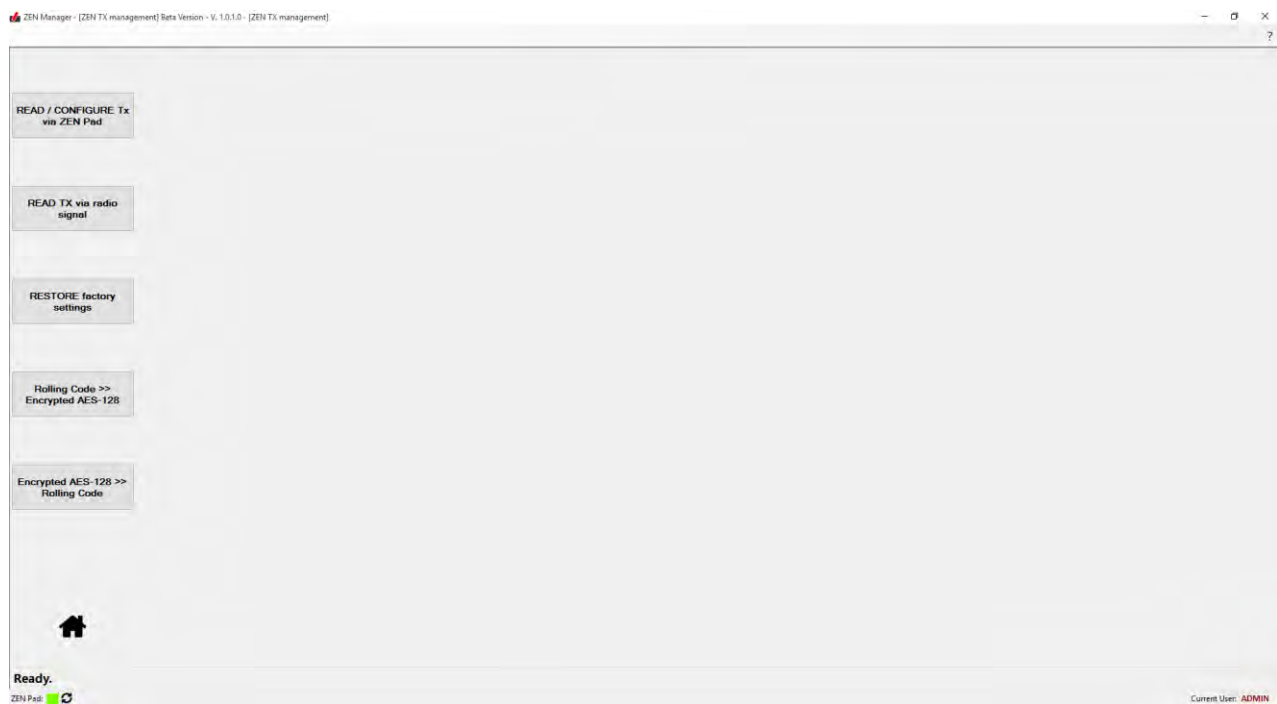 ZEN Manager - [ZEN TX management] Beta Version - V. 1.0.1.0 - [ZEN TX management]
?
READ / CONFIGURE Tx
via ZEN Pad
READ TX via radio
signal
RESTORE factory
settings
Rolling Code >>
Encrypted AES-128
Encrypted AES-128 >>
Rolling Code
Ready.
ZEN Pad:
Current User: ADMIN